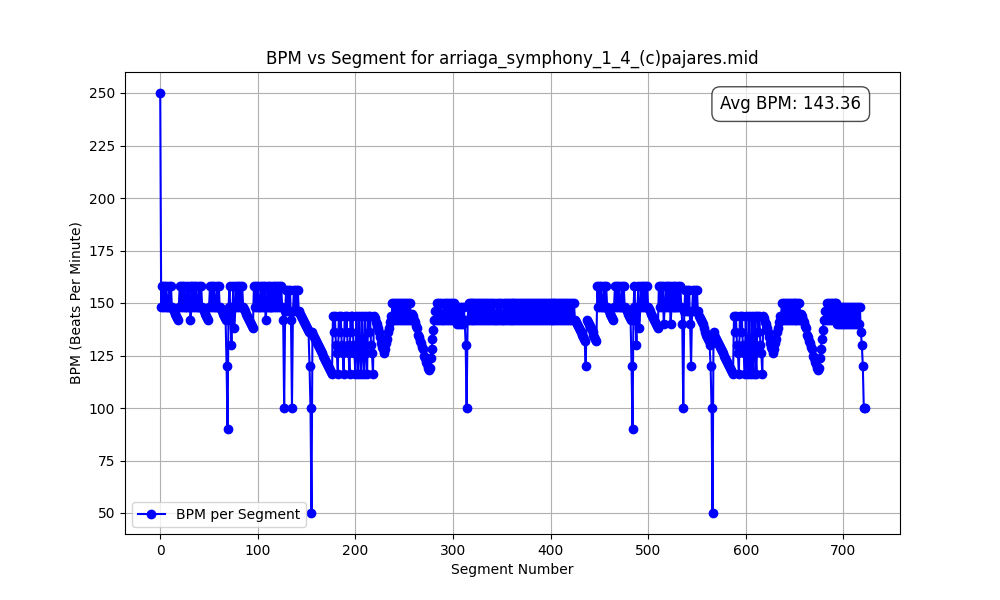 BPM vs Segment for arriaga_symphony_1_4_(c)pajares.mid
Avg BPM: 143.36
BPM (Beats Per Minute)
250
225
200
175
150
125
100
75
50
BPM per Segment
0 100 200 300 400 500 600 700
Segment Number